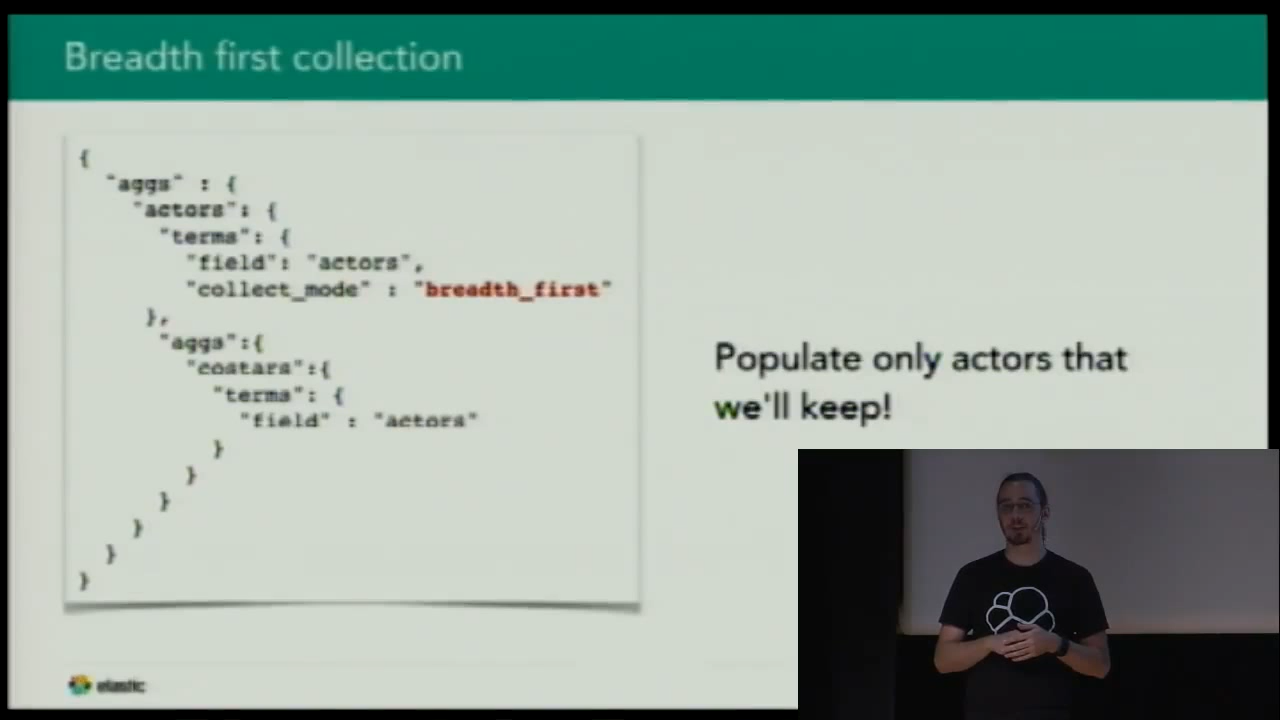 Breadth first collection
{
"aggs" : {
"actors": {
"terms": {
"field": "actors",
"collect_mode" : "breadth_first"
},
"aggs":{
"costars":{
"terms": {
"field" : "actors"
}
}
}
}
}
}
Populate only actors that
we'll keep!
elastic